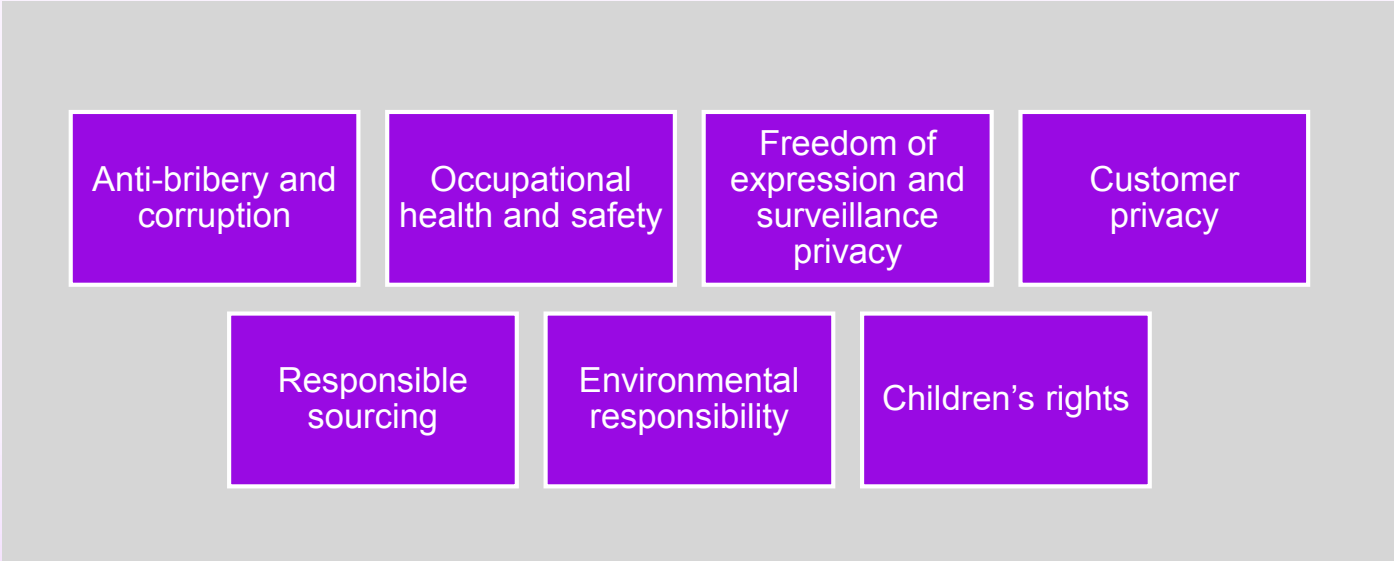 Anti-bribery and
corruption
Occupational
health and safety
Freedom of
expression and
surveillance
privacy
Customer
privacy
Responsible
sourcing
Environmental
responsibility
Children’s rights